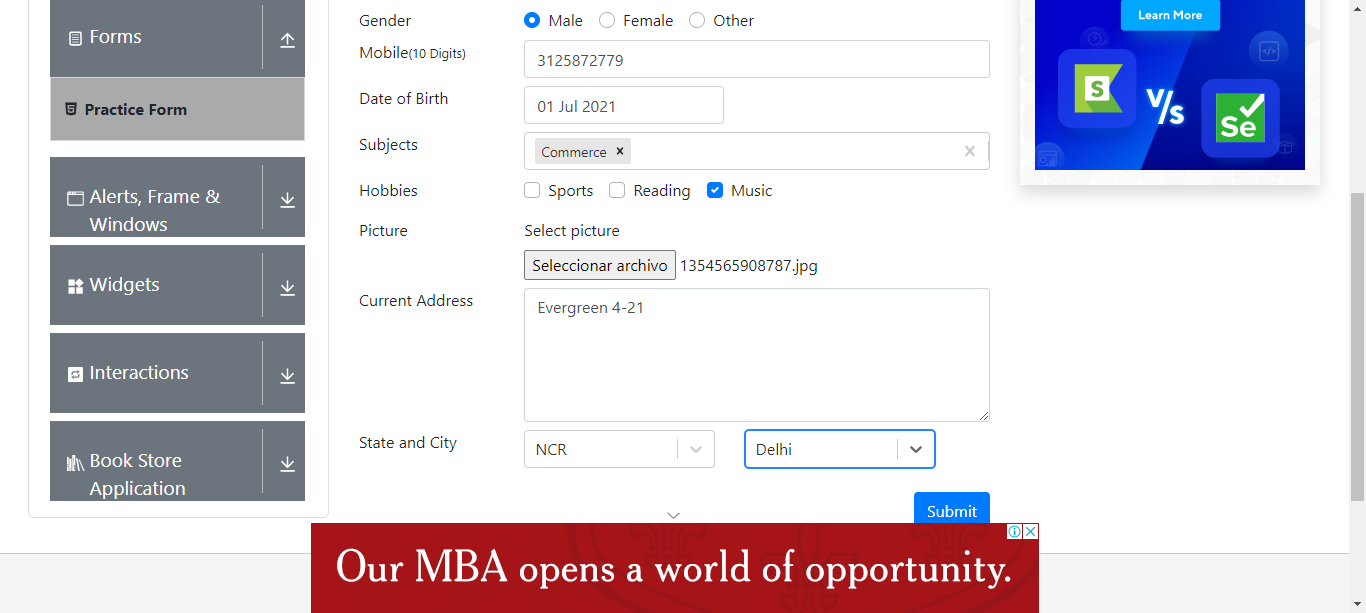 Forms
Practice Form
Alerts, Frame &
Windows
Widgets
Interactions
Book Store
Application
Gender
Male Female Other
Mobile(10 Digits)
3125872779
Date of Birth
01 Jul 2021
Subjects
Commerce ×
Hobbies
Sports Reading Music
Picture
Select picture
Seleccionar archivo 1354565908787.jpg
Current Address
Evergreen 4-21
State and City
NCR
Delhi
Submit
Learn More
S
V/s
Se
Our MBA opens a world of opportunity.